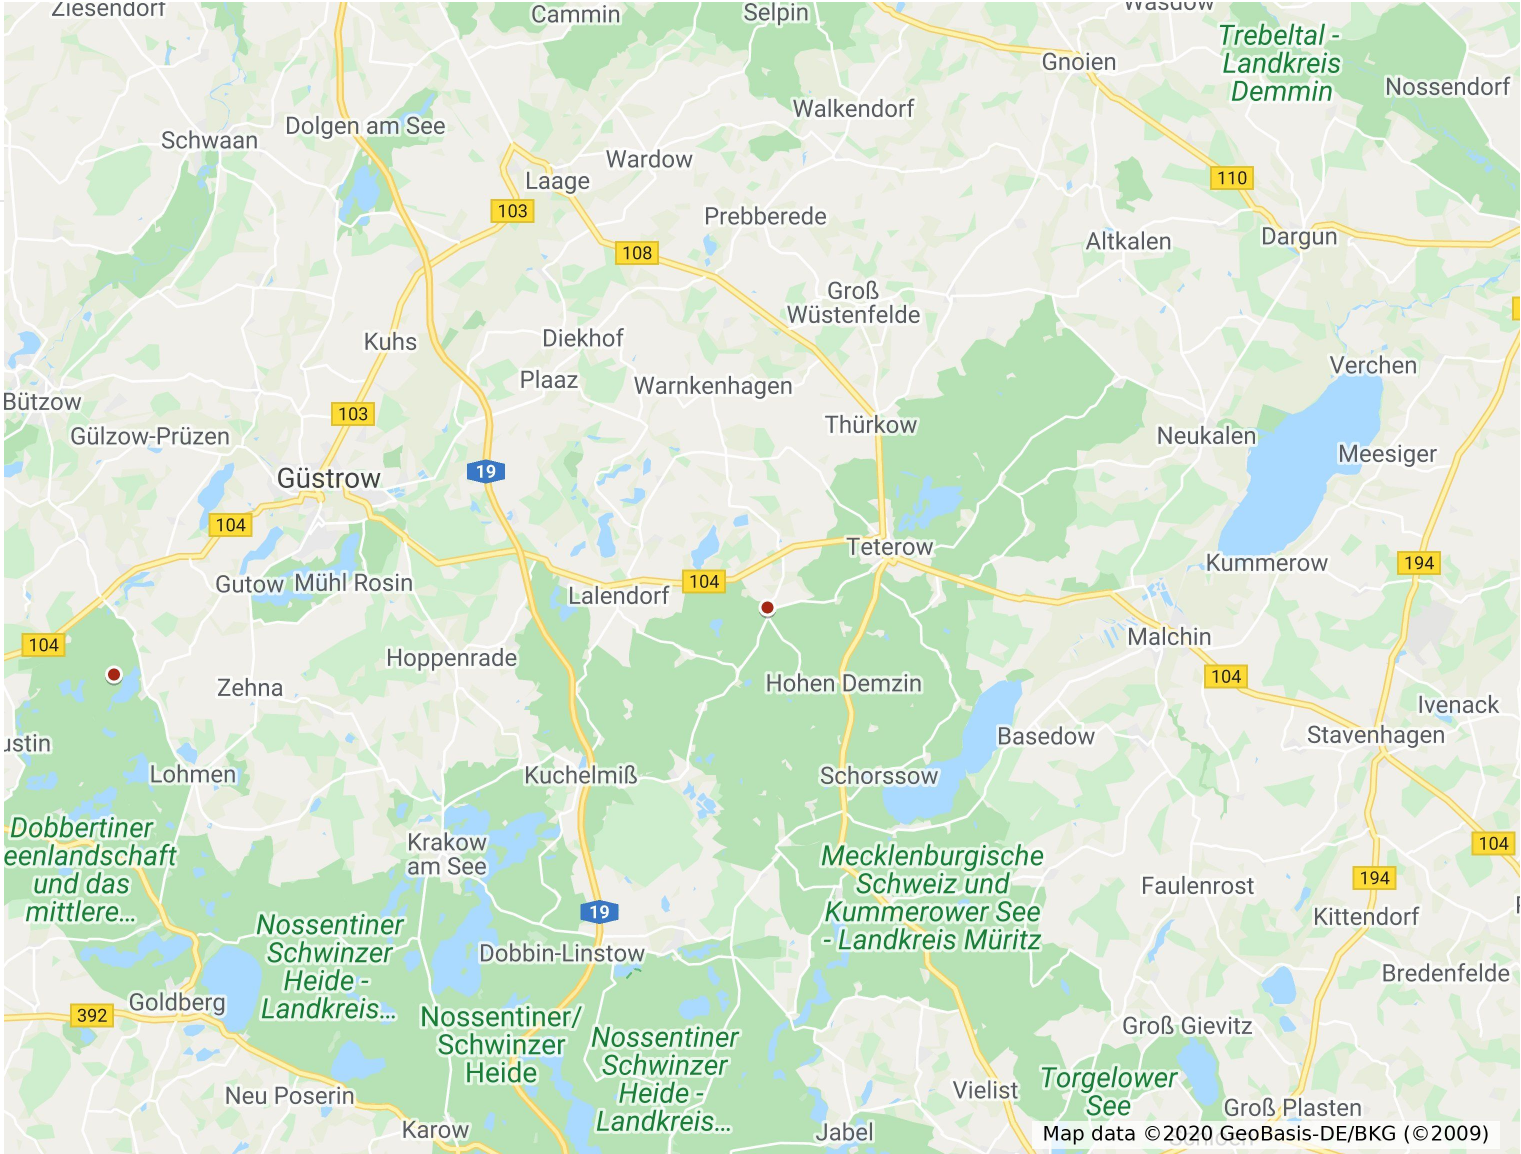 Ziesendorf
Cammin
Selpin
Wasdow
Trebeltal -
Landkreis
Demmin
Gnoien
Nossendorf
Walkendorf
Dolgen am See
Schwaan
Wardow
Laage
110
103
Prebberede
Altkalen
Dargun
108
Groß
Wüstenfelde
Kuhs
Diekhof
Verchen
Plaaz
Warnkenhagen
Bützow
103
Thürkow
Gülzow-Prüzen
Neukalen
Meesiger
Güstrow
19
104
Teterow
Kummerow
194
Gutow
Mühl Rosin
104
Lalendorf
Malchin
104
Hoppenrade
104
Zehna
Hohen Demzin
Ivenack
ustin
Basedow
Stavenhagen
Lohmen
Kuchelmiß
Schorssow
Dobbertiner
eenlandschaft
und das
mittlere...
Krakow
am See
104
Mecklenburgische
Schweiz und
Kummerower See
- Landkreis Müritz
194
Faulenrost
19
Kittendorf
Nossentiner
Schwinzer
Heide -
Landkreis...
Dobbin-Linstow
Bredenfelde
Goldberg
392
Nossentiner/
Schwinzer
Heide
Nossentiner
Schwinzer
Heide -
Landkreis...
Groß Gievitz
Torgelower
See
Vielist
Neu Poserin
Groß Plasten
Karow
Jabel
Map data ©2020 GeoBasis-DE/BKG (©2009)